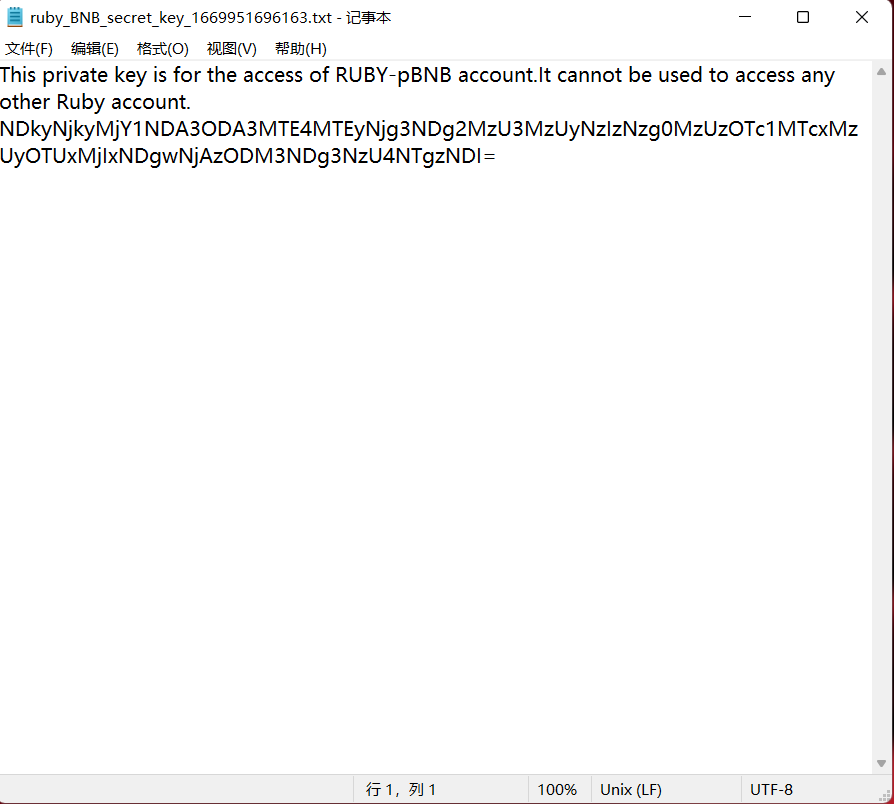 ruby_BNB_secret_key_1669951696163.txt - 记事本
文件(F) 编辑(E) 格式(O) 视图(V) 帮助(H)
This private key is for the access of RUBY-pBNB account.It cannot be used to access any
other Ruby account.
NDkyNjkyMjY1NDA3ODA3MTE4MTEyNjg3NDg2MzU3MzUyNzIzNzg0MzUzOTc1MTcxMz
UyOTUxMjIxNDgwNjAzODM3NDg3NzU4NTgzNDI=
行 1，列 1 100% Unix (LF) UTF-8